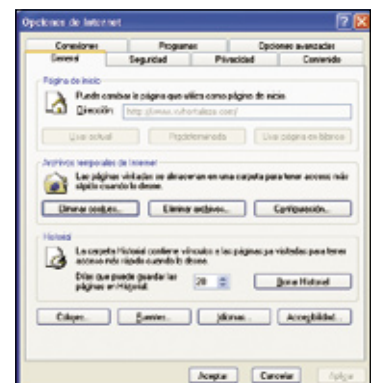 Opciones de Internet
Conexiones Programas Opciones avanzadas
General Seguridad Privacidad Contenido
Página de inicio
Puede cambiar la página que utiliza como página de inicio.
Dirección:
Usar actual Predeterminada Usar página en blanco
Archivos temporales de Internet
Las páginas visitadas se almacenan en una carpeta para tener acceso más
rápido cuando lo desee.
Eliminar cookies... Eliminar archivos... Configuración...
Historial
La carpeta Historial contiene vínculos a las páginas ya visitadas para tener
acceso más rápido cuando lo desee.
Días que puede guardar las
páginas en Historial: 20 Borrar Historial
Colores... Fuentes... Idiomas... Accesibilidad...
Aceptar Cancelar Aplicar